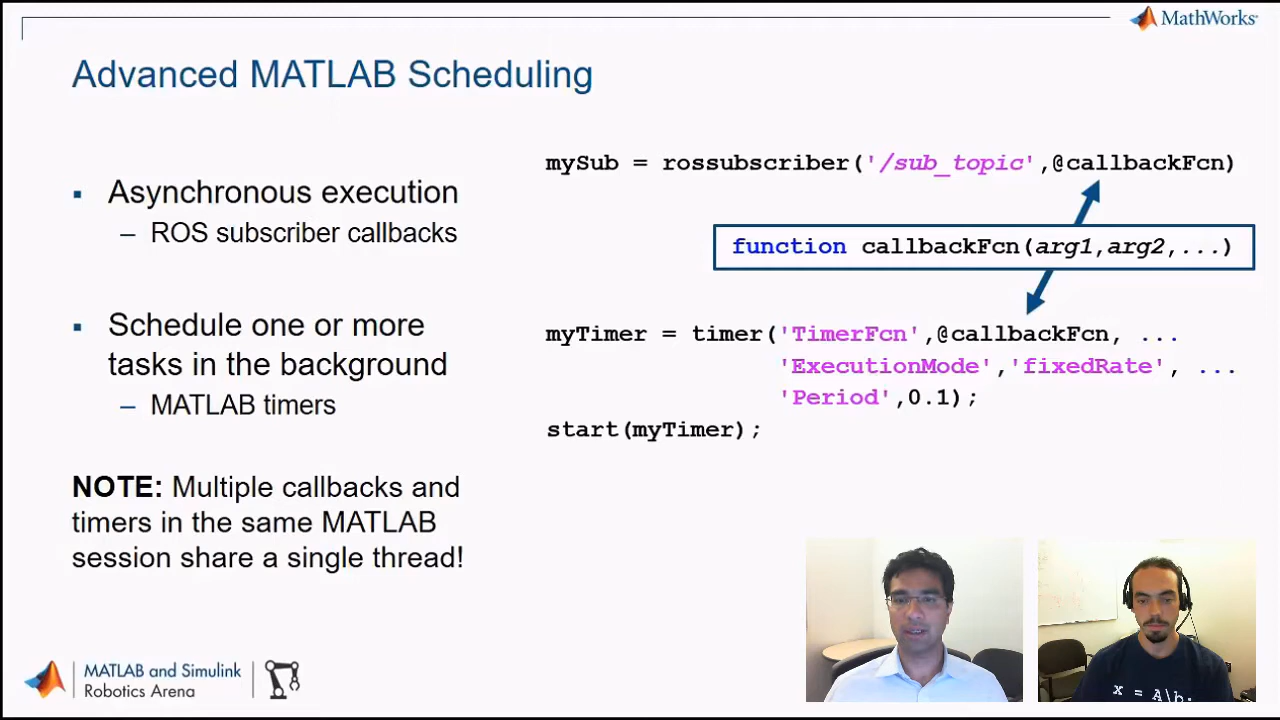 MathWorks
Advanced MATLAB Scheduling
▪ Asynchronous execution
– ROS subscriber callbacks
▪ Schedule one or more
tasks in the background
– MATLAB timers
NOTE: Multiple callbacks and
timers in the same MATLAB
session share a single thread!
mySub = rossubscriber('/sub_topic',@callbackFcn)
function callbackFcn(arg1,arg2,...)
myTimer = timer('TimerFcn',@callbackFcn, ...
'ExecutionMode','fixedRate', ...
'Period',0.1);
start(myTimer);
x = A\b;
MATLAB and Simulink
Robotics Arena